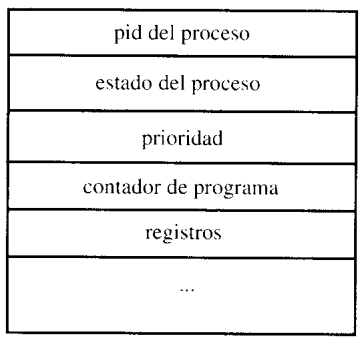 pid del proceso
estado del proceso
prioridad
contador de programa
registros
...